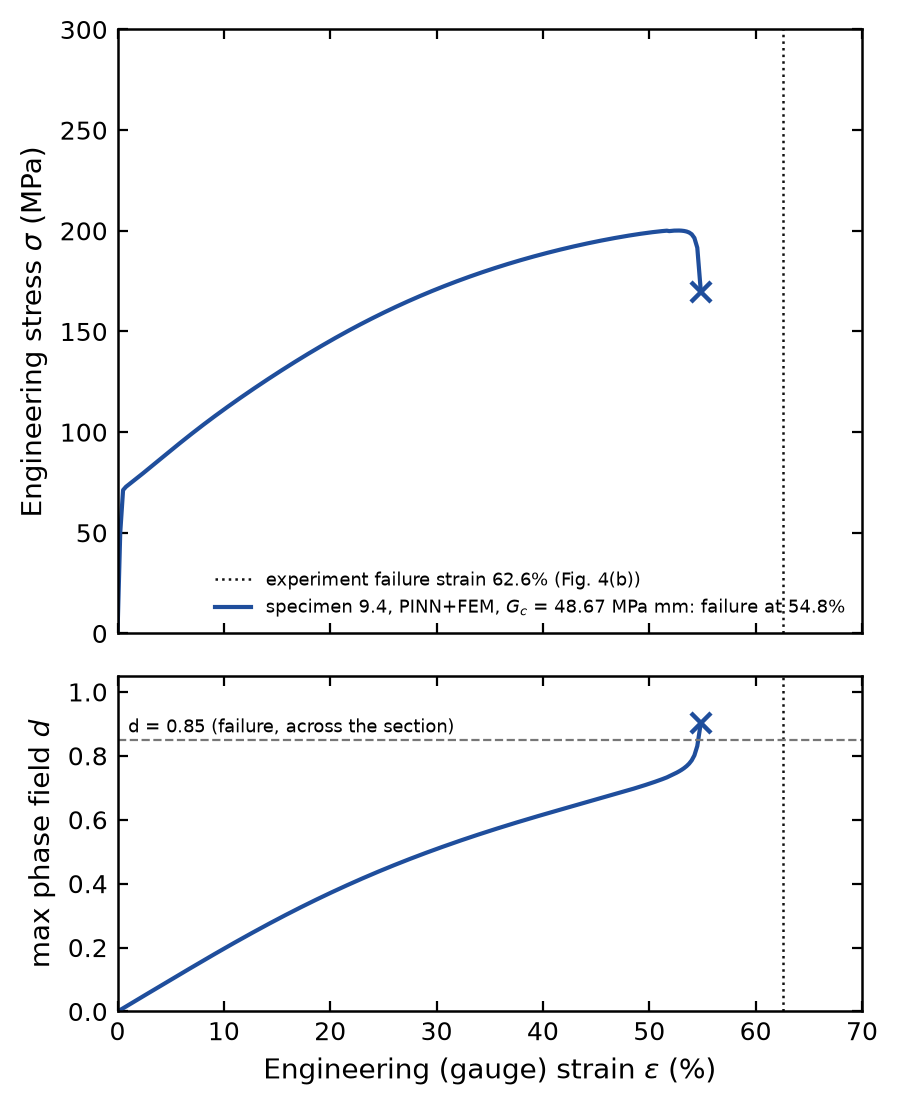 300
250
200
150
100
50
0
Engineering stress σ (MPa)
experiment failure strain 62.6% (Fig. 4(b))
specimen 9.4, PINN+FEM, G_c = 48.67 MPa mm: failure at 54.8%
1.0
0.8
0.6
0.4
0.2
0.0
max phase field d
d = 0.85 (failure, across the section)
0 10 20 30 40 50 60 70
Engineering (gauge) strain ε (%)